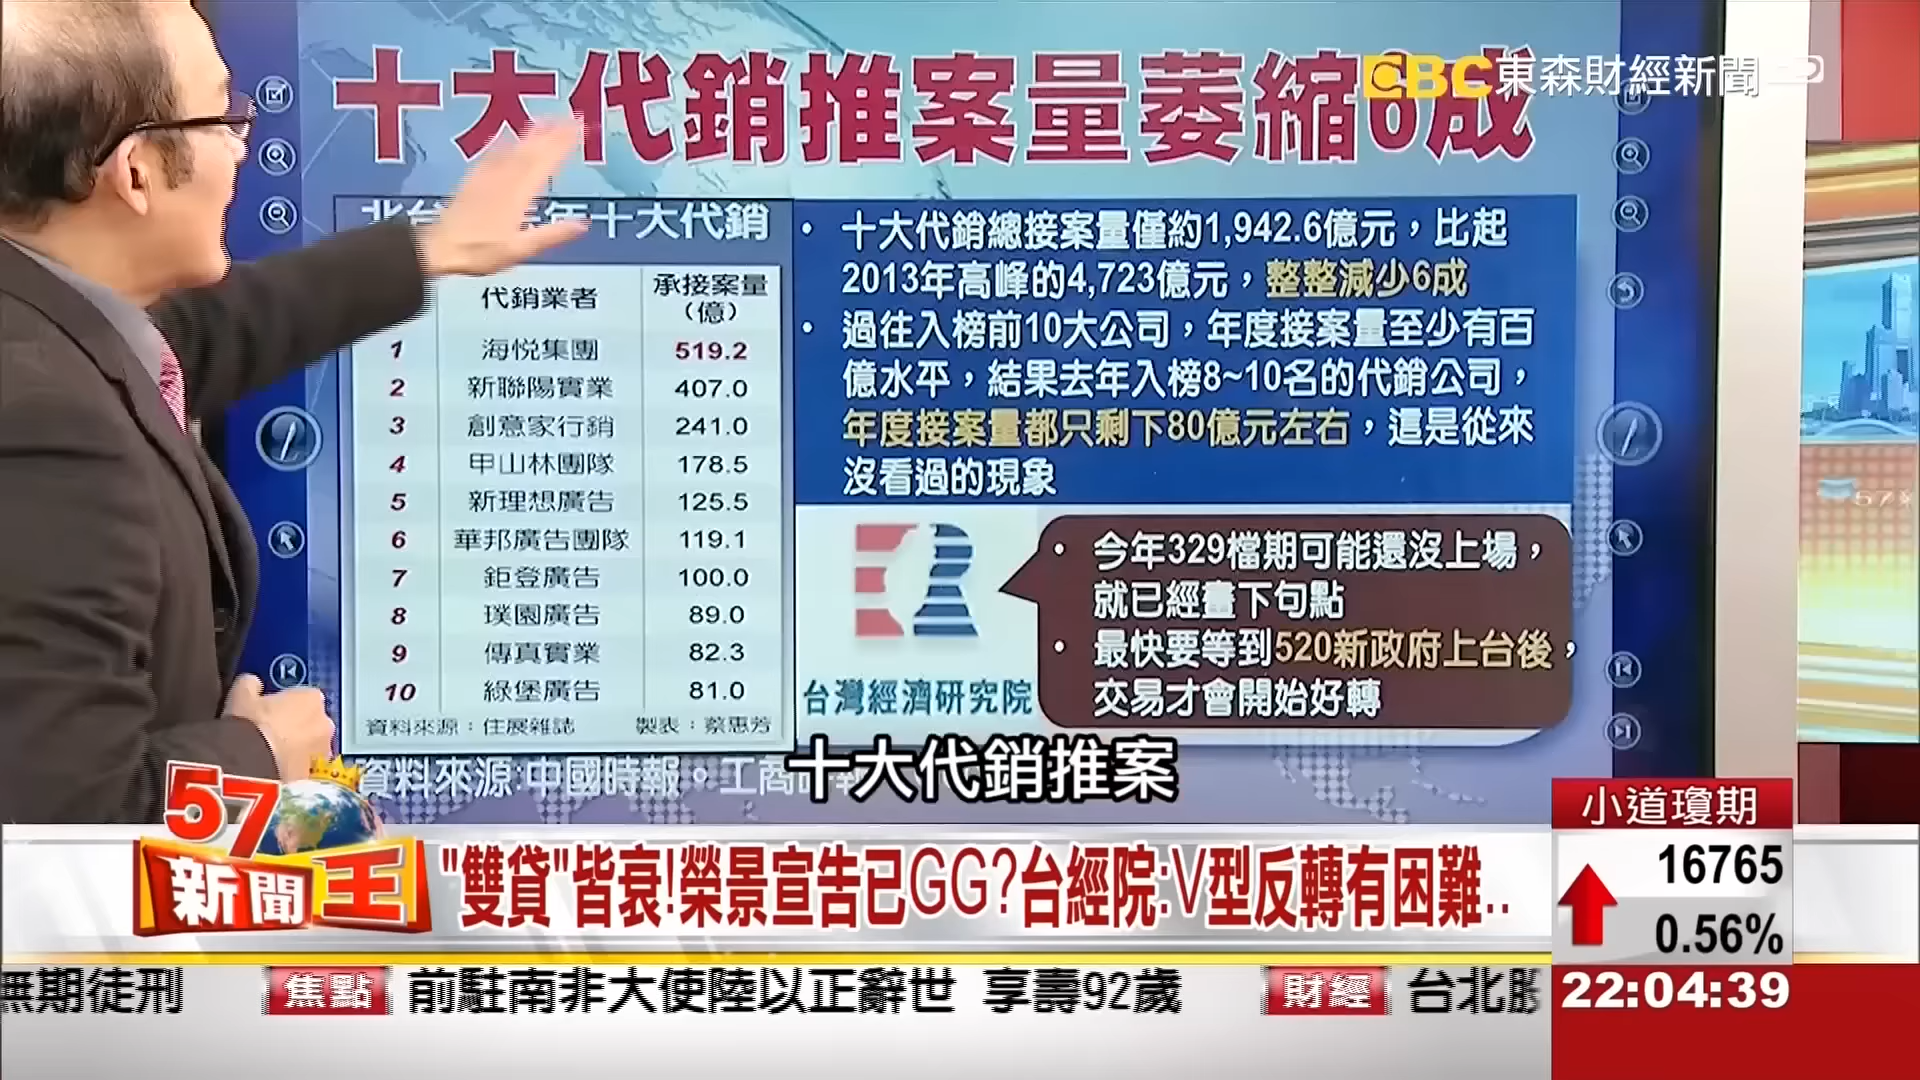 十大代銷推案量萎縮6成
EBC東森財經新聞
十大代銷
代銷業者 承接案量(億)
1 海悅集團 519.2
2 新聯陽實業 407.0
3 創意家行銷 241.0
4 甲山林團隊 178.5
5 新理想廣告 125.5
6 華邦廣告團隊 119.1
7 鉅登廣告 100.0
8 璞園廣告 89.0
9 傳真實業 82.3
10 綠堡廣告 81.0
資料來源:住展雜誌 製表:蔡惠芳
• 十大代銷總接案量僅約1,942.6億元,比起
2013年高峰的4,723億元,整整減少6成
• 過往入榜前10大公司,年度接案量至少有百
億水平,結果去年入榜8~10名的代銷公司,
年度接案量都只剩下80億元左右,這是從來
沒看過的現象
台灣經濟研究院
• 今年329檔期可能還沒上場,
就已經畫下句點
• 最快要等到520新政府上台後,
交易才會開始好轉
資料來源:中國時報。工商
十大代銷推案
57
新聞王
"雙貸"皆衰!榮景宣告已GG?台經院:V型反轉有困難..
小道瓊期
16765
0.56%
無期徒刑 焦點 前駐南非大使陸以正辭世 享壽92歲 財經 台北
22:04:39